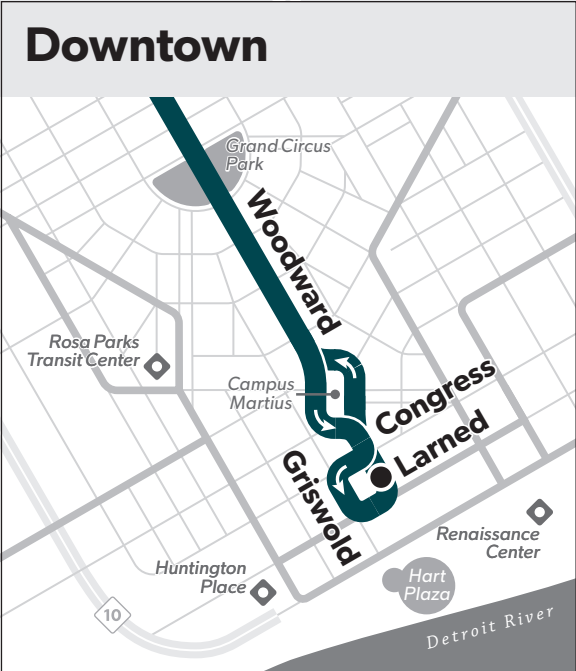 Downtown
Grand Circus
Park
Woodward
Rosa Parks
Transit Center
Campus
Martius
Congress
Larned
Griswold
Renaissance
Center
Huntington
Place
Hart
Plaza
10
Detroit River